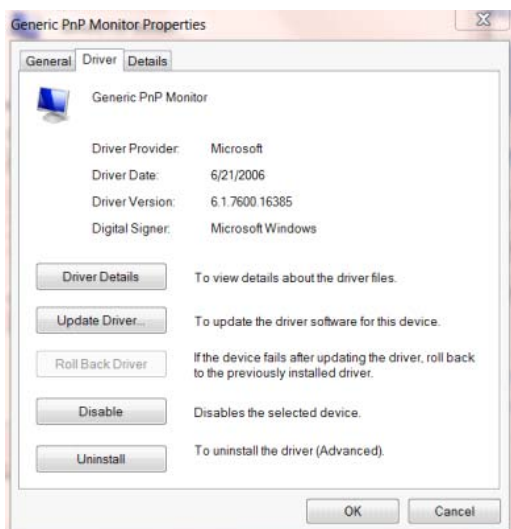 Generic PnP Monitor Properties
General Driver Details
Generic PnP Monitor
Driver Provider: Microsoft
Driver Date: 6/21/2006
Driver Version: 6.1.7600.16385
Digital Signer: Microsoft Windows
Driver Details To view details about the driver files.
Update Driver... To update the driver software for this device.
Roll Back Driver If the device fails after updating the driver, roll back
to the previously installed driver.
Disable Disables the selected device.
Uninstall To uninstall the driver (Advanced).
OK Cancel